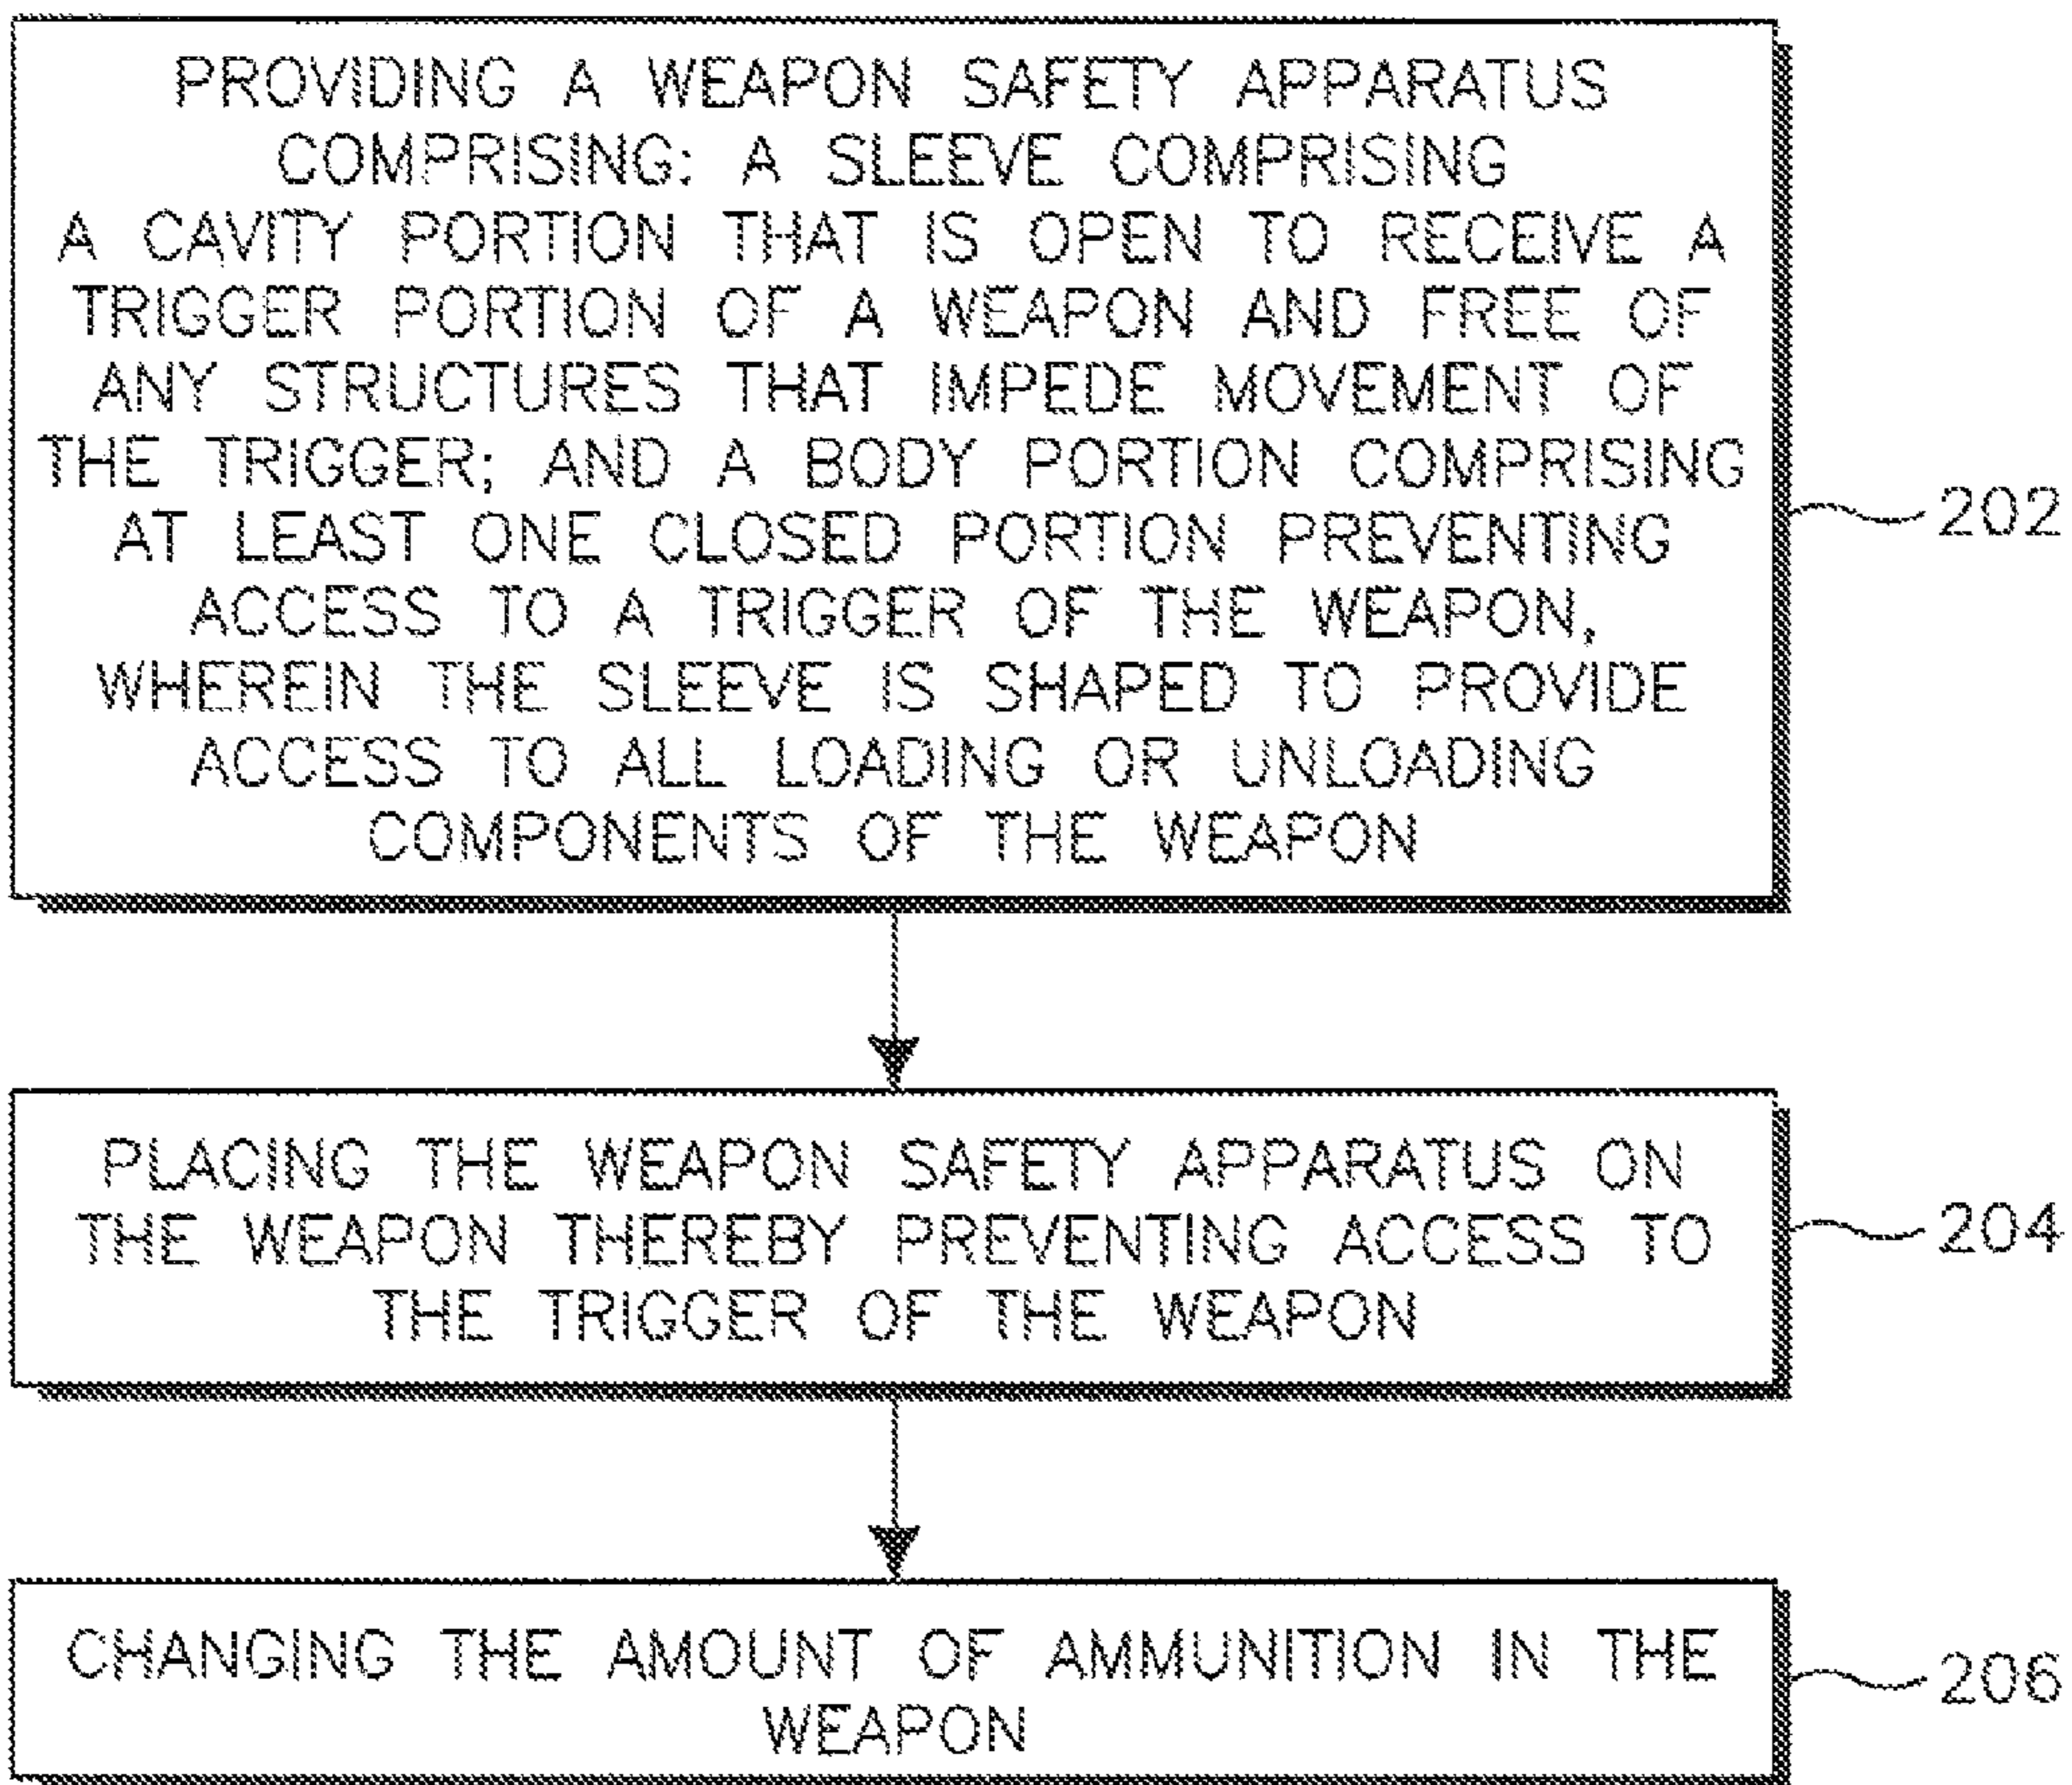 PROVIDING A WEAPON SAFETY APPARATUS
COMPRISING: A SLEEVE COMPRISING
A CAVITY PORTION THAT IS OPEN TO RECEIVE A
TRIGGER PORTION OF A WEAPON AND FREE OF
ANY STRUCTURES THAT IMPEDE MOVEMENT OF
THE TRIGGER; AND A BODY PORTION COMPRISING
AT LEAST ONE CLOSED PORTION PREVENTING
ACCESS TO A TRIGGER OF THE WEAPON,
WHEREIN THE SLEEVE IS SHAPED TO PROVIDE
ACCESS TO ALL LOADING OR UNLOADING
COMPONENTS OF THE WEAPON
202
PLACING THE WEAPON SAFETY APPARATUS ON
THE WEAPON THEREBY PREVENTING ACCESS TO
THE TRIGGER OF THE WEAPON
204
CHANGING THE AMOUNT OF AMMUNITION IN THE
WEAPON
206